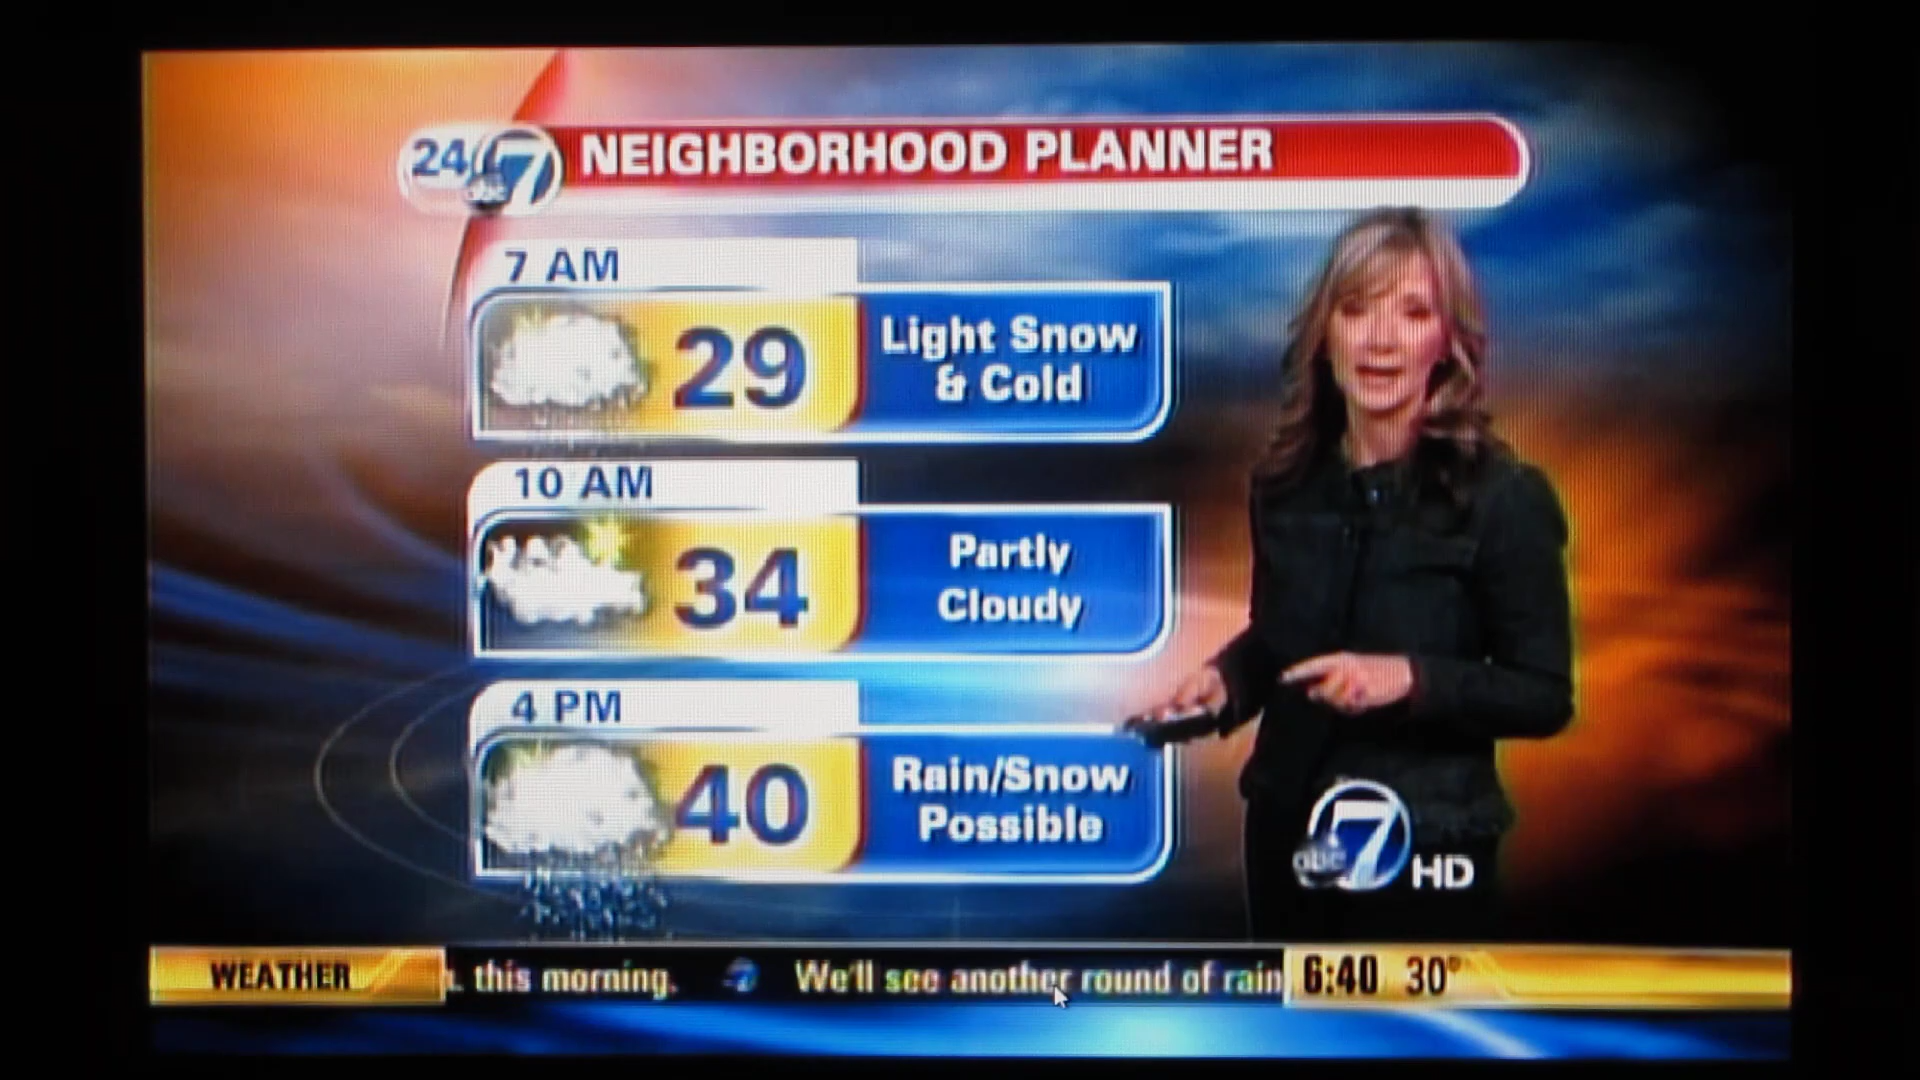 24/7
abc
NEIGHBORHOOD PLANNER
7 AM
29
Light Snow
& Cold
10 AM
34
Partly
Cloudy
4 PM
40
Rain/Snow
Possible
abc 7 HD
WEATHER
this morning. 7 We'll see another round of rain
6:40 30°